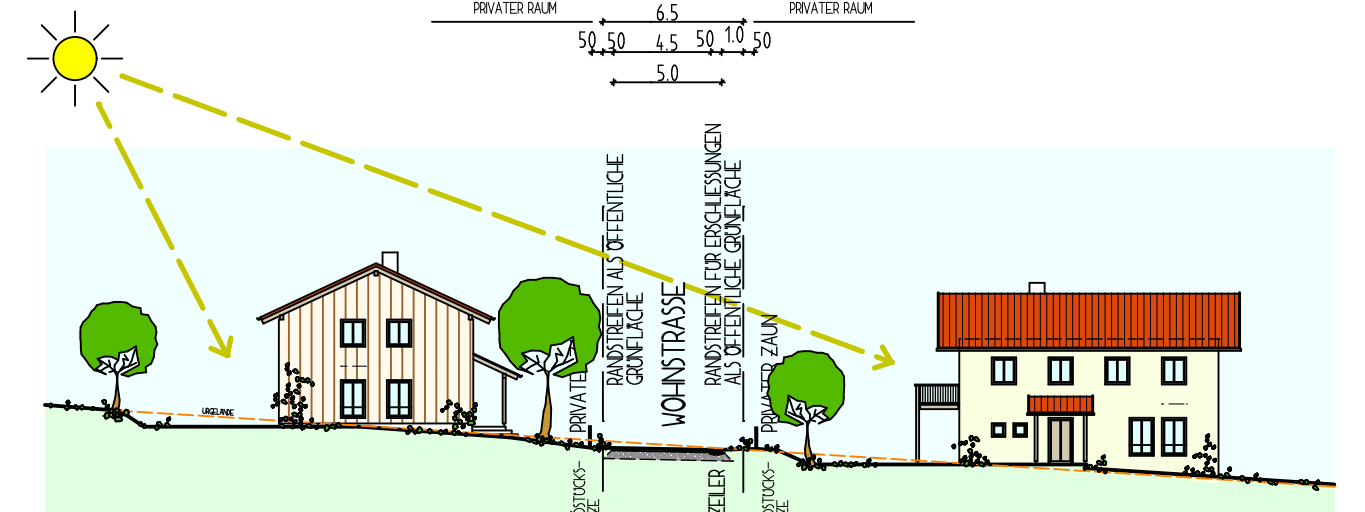 PRIVATER RAUM
PRIVATER RAUM
6.5
50 50 4.5 50 1.0 50
5.0
RANDSTREIFEN ALS ÖFFENTLICHE
GRÜNFLÄCHE
WOHNSTRASSE
RANDSTREIFEN FÜR ERSCHLIESSUNGEN
ALS ÖFFENTLICHE GRÜNFLÄCHE
PRIVATER ZAUN
PRIVATER
URGELÄNDE
ZEILER